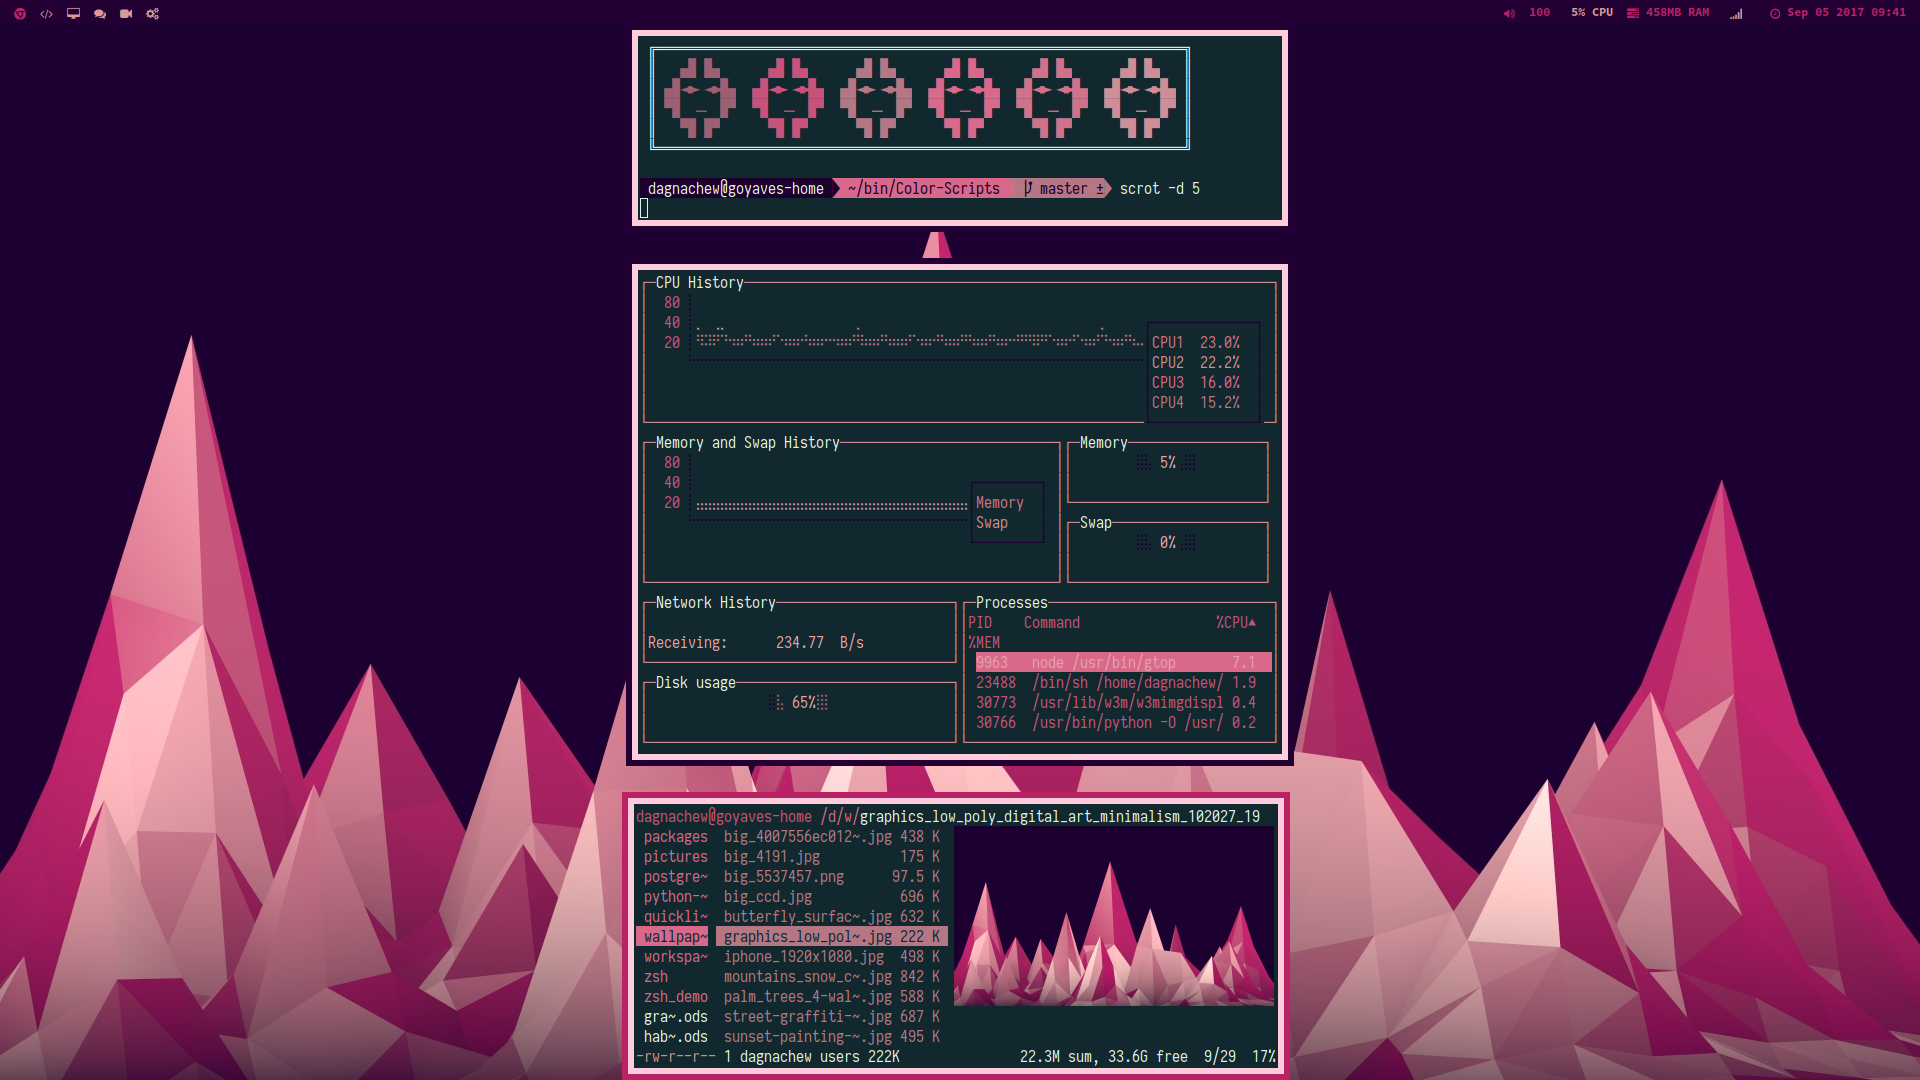 100 5% CPU 458MB RAM Sep 05 2017 09:41
dagnachew@goyaves-home ~/bin/Color-Scripts master ± scrot -d 5
CPU History
80
40
20
CPU1 23.0%
CPU2 22.2%
CPU3 16.0%
CPU4 15.2%
Memory and Swap History
80
40
20
Memory
Swap
Memory
5%
Swap
0%
Network History
Receiving: 234.77 B/s
Disk usage
65%
Processes
PID Command %CPU▲
%MEM
9963 node /usr/bin/gtop 7.1
23488 /bin/sh /home/dagnachew/ 1.9
30773 /usr/lib/w3m/w3mimgdispl 0.4
30766 /usr/bin/python -O /usr/ 0.2
dagnachew@goyaves-home /d/w/graphics_low_poly_digital_art_minimalism_102027_19
packages big_4007556ec012~.jpg 438 K
pictures big_4191.jpg 175 K
postgre~ big_5537457.png 97.5 K
python-~ big_ccd.jpg 696 K
quickli~ butterfly_surfac~.jpg 632 K
wallpap~ graphics_low_pol~.jpg 222 K
workspa~ iphone_1920x1080.jpg 498 K
zsh mountains_snow_c~.jpg 842 K
zsh_demo palm_trees_4-wal~.jpg 588 K
gra~.ods street-graffiti-~.jpg 687 K
hab~.ods sunset-painting-~.jpg 495 K
-rw-r--r-- 1 dagnachew users 222K 22.3M sum, 33.6G free 9/29 17%